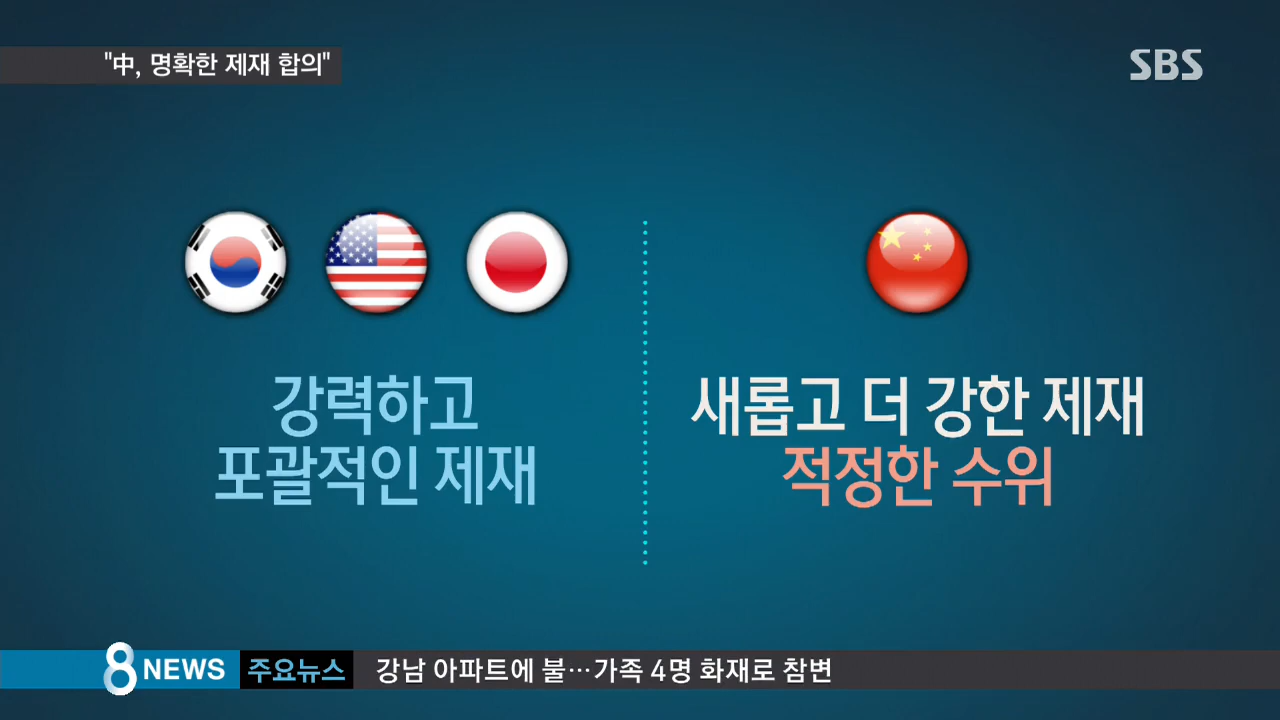 "中, 명확한 제재 합의"
SBS
강력하고
포괄적인 제재
새롭고 더 강한 제재
적정한 수위
8 NEWS 주요뉴스 강남 아파트에 불…가족 4명 화재로 참변